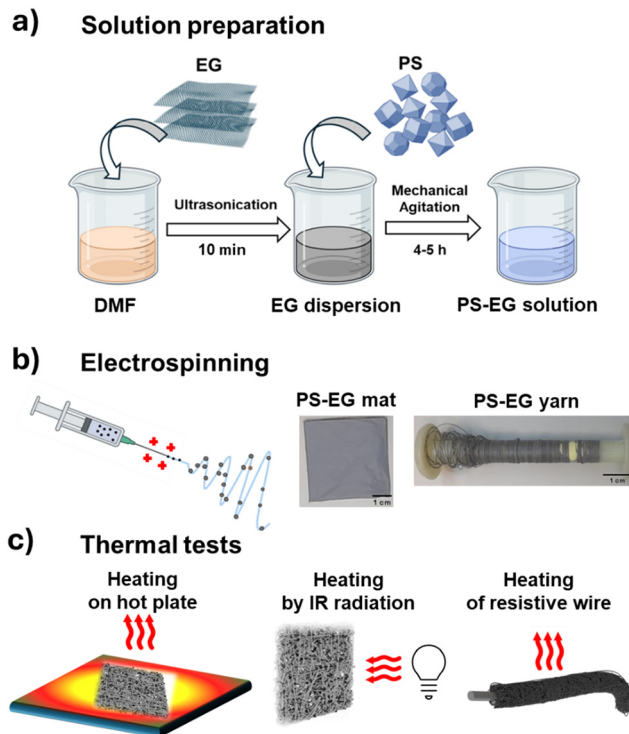 a) Solution preparation
EG
PS
Ultrasonication
10 min
Mechanical
Agitation
4-5 h
DMF
EG dispersion
PS-EG solution
b) Electrospinning
PS-EG mat
PS-EG yarn
1 cm
1 cm
c) Thermal tests
Heating
on hot plate
Heating
by IR radiation
Heating
of resistive wire